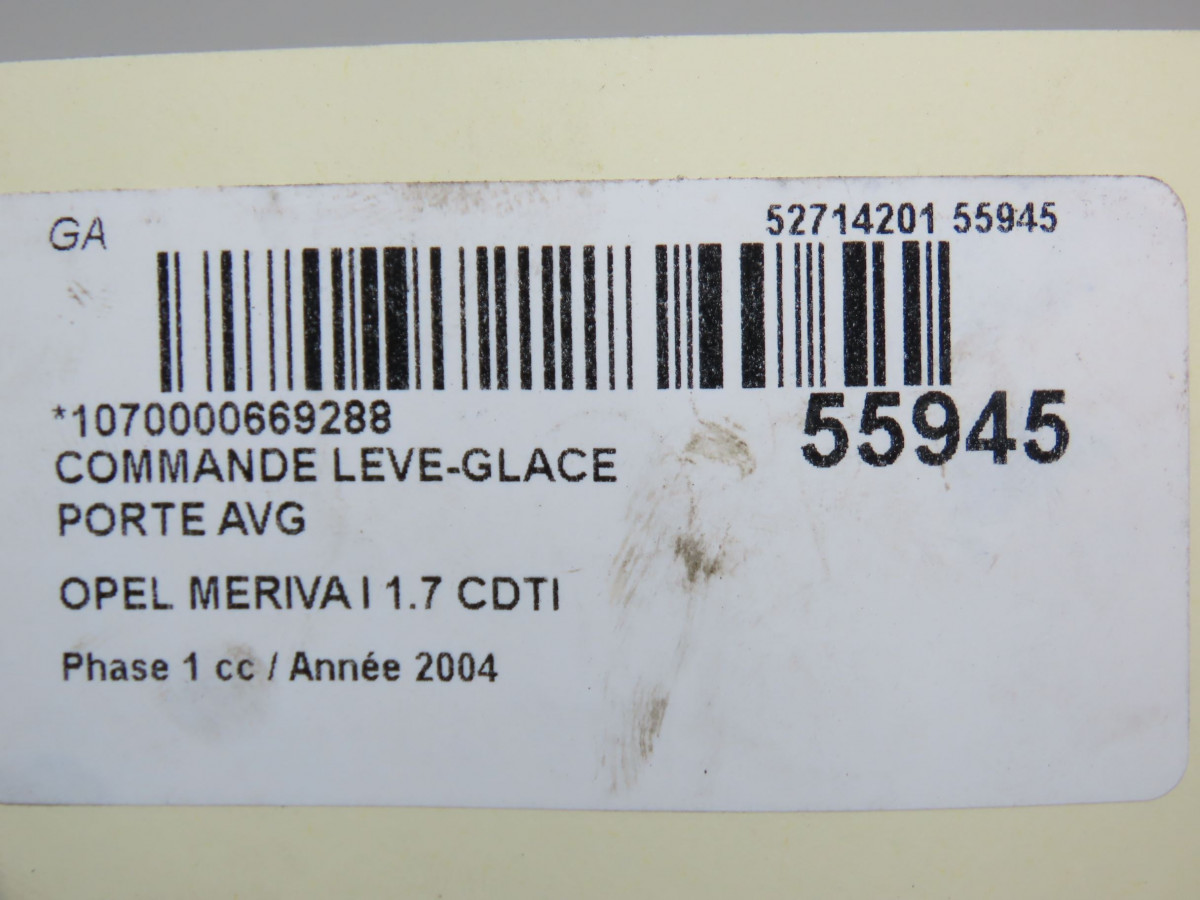 GA
52714201 55945
*1070000669288
55945
COMMANDE LEVE-GLACE
PORTE AVG
OPEL MERIVA I 1.7 CDTI
Phase 1 cc / Année 2004